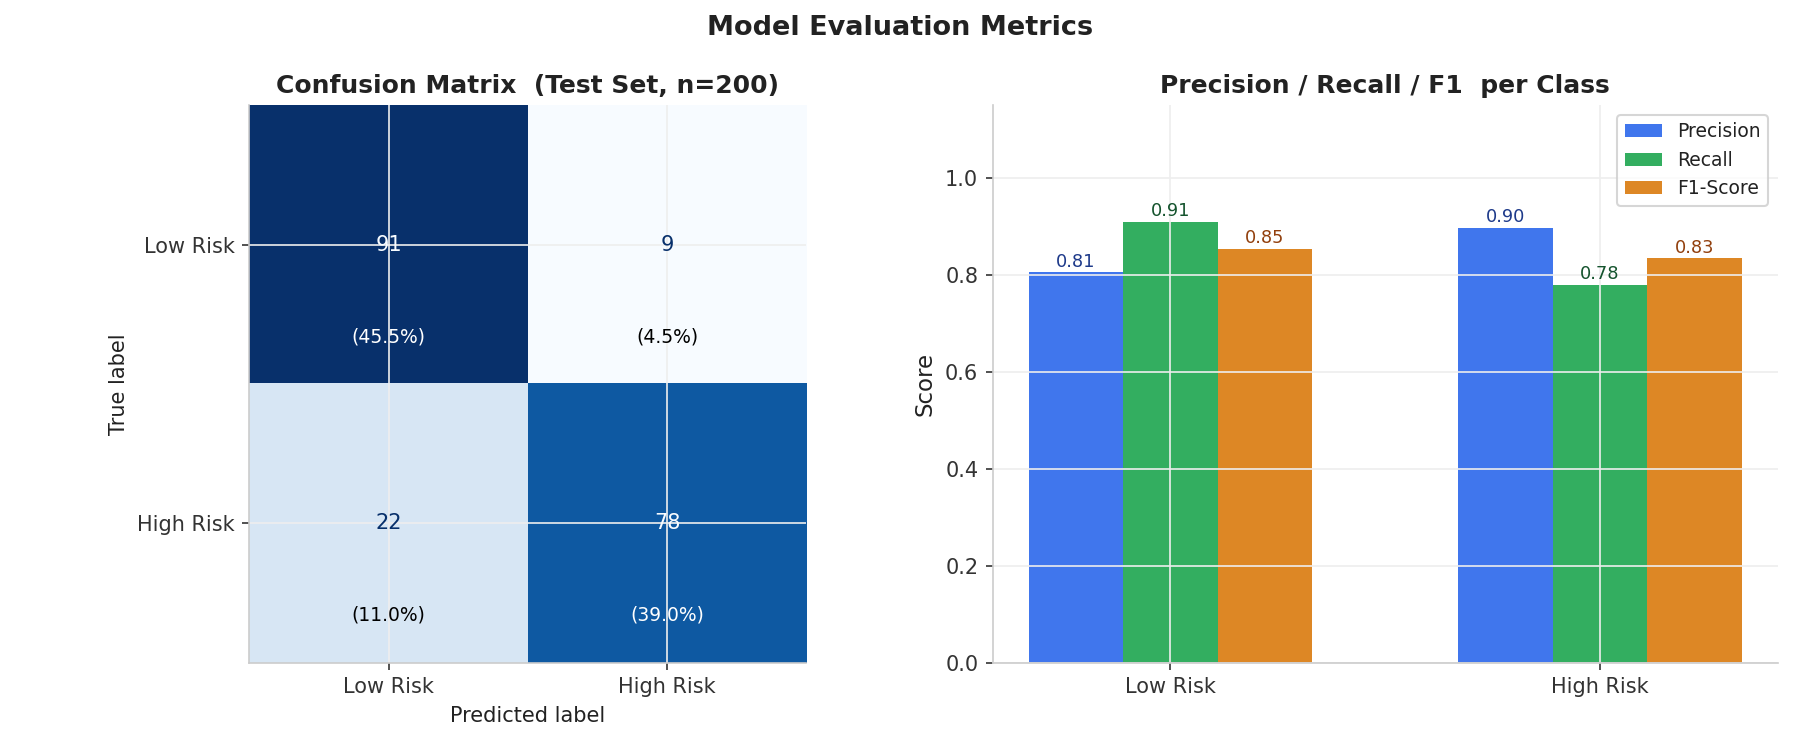 Model Evaluation Metrics
Confusion Matrix  (Test Set, n=200)
True label
Low Risk
91
9
(45.5%)
(4.5%)
High Risk
22
78
(11.0%)
(39.0%)
Low Risk
High Risk
Predicted label
Precision / Recall / F1  per Class
Precision
Recall
F1-Score
Score
1.0
0.8
0.6
0.4
0.2
0.0
0.81
0.91
0.85
0.90
0.78
0.83
Low Risk
High Risk